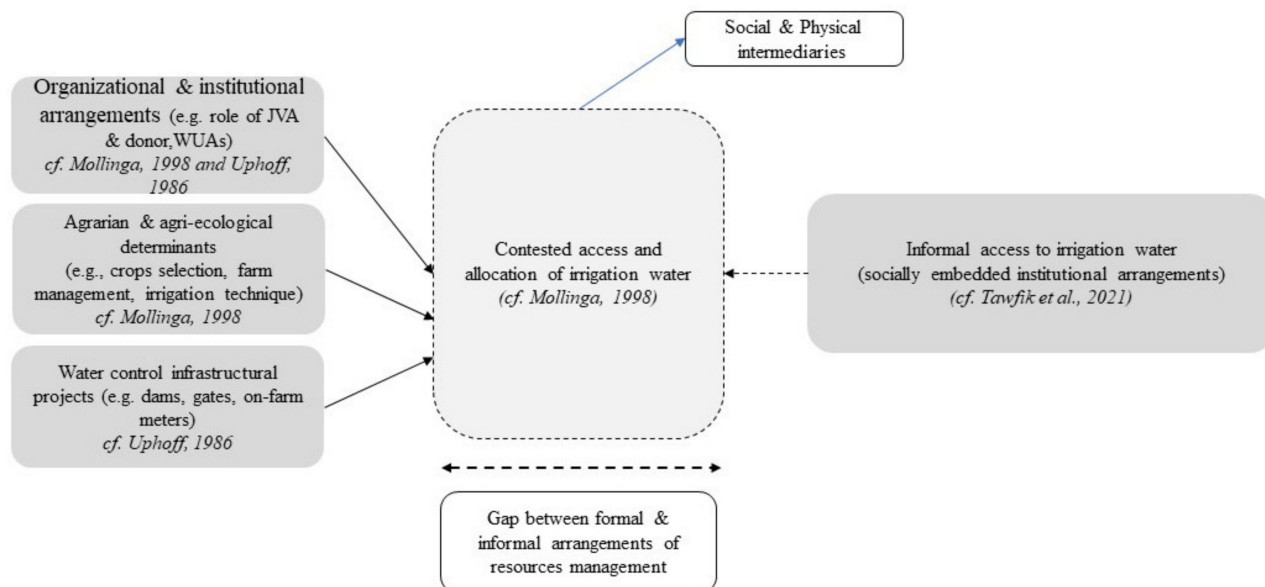 Social & Physical
intermediaries
Organizational & institutional
arrangements (e.g. role of JVA
& donor,WUAs)
cf. Mollinga, 1998 and Uphoff,
1986
Agrarian & agri-ecological
determinants
(e.g., crops selection, farm
management, irrigation technique)
cf. Mollinga, 1998
Water control infrastructural
projects (e.g. dams, gates, on-farm
meters)
cf. Uphoff, 1986
Contested access and
allocation of irrigation water
(cf. Mollinga, 1998)
Informal access to irrigation water
(socially embedded institutional arrangements)
(cf. Tawfik et al., 2021)
Gap between formal &
informal arrangements of
resources management